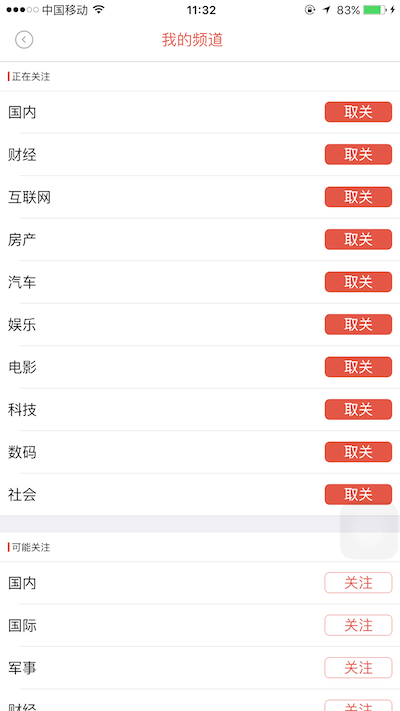 中国移动 11:32 83%
我的频道
正在关注
国内 取关
财经 取关
互联网 取关
房产 取关
汽车 取关
娱乐 取关
电影 取关
科技 取关
数码 取关
社会 取关
可能关注
国内 关注
国际 关注
军事 关注
财经 关注